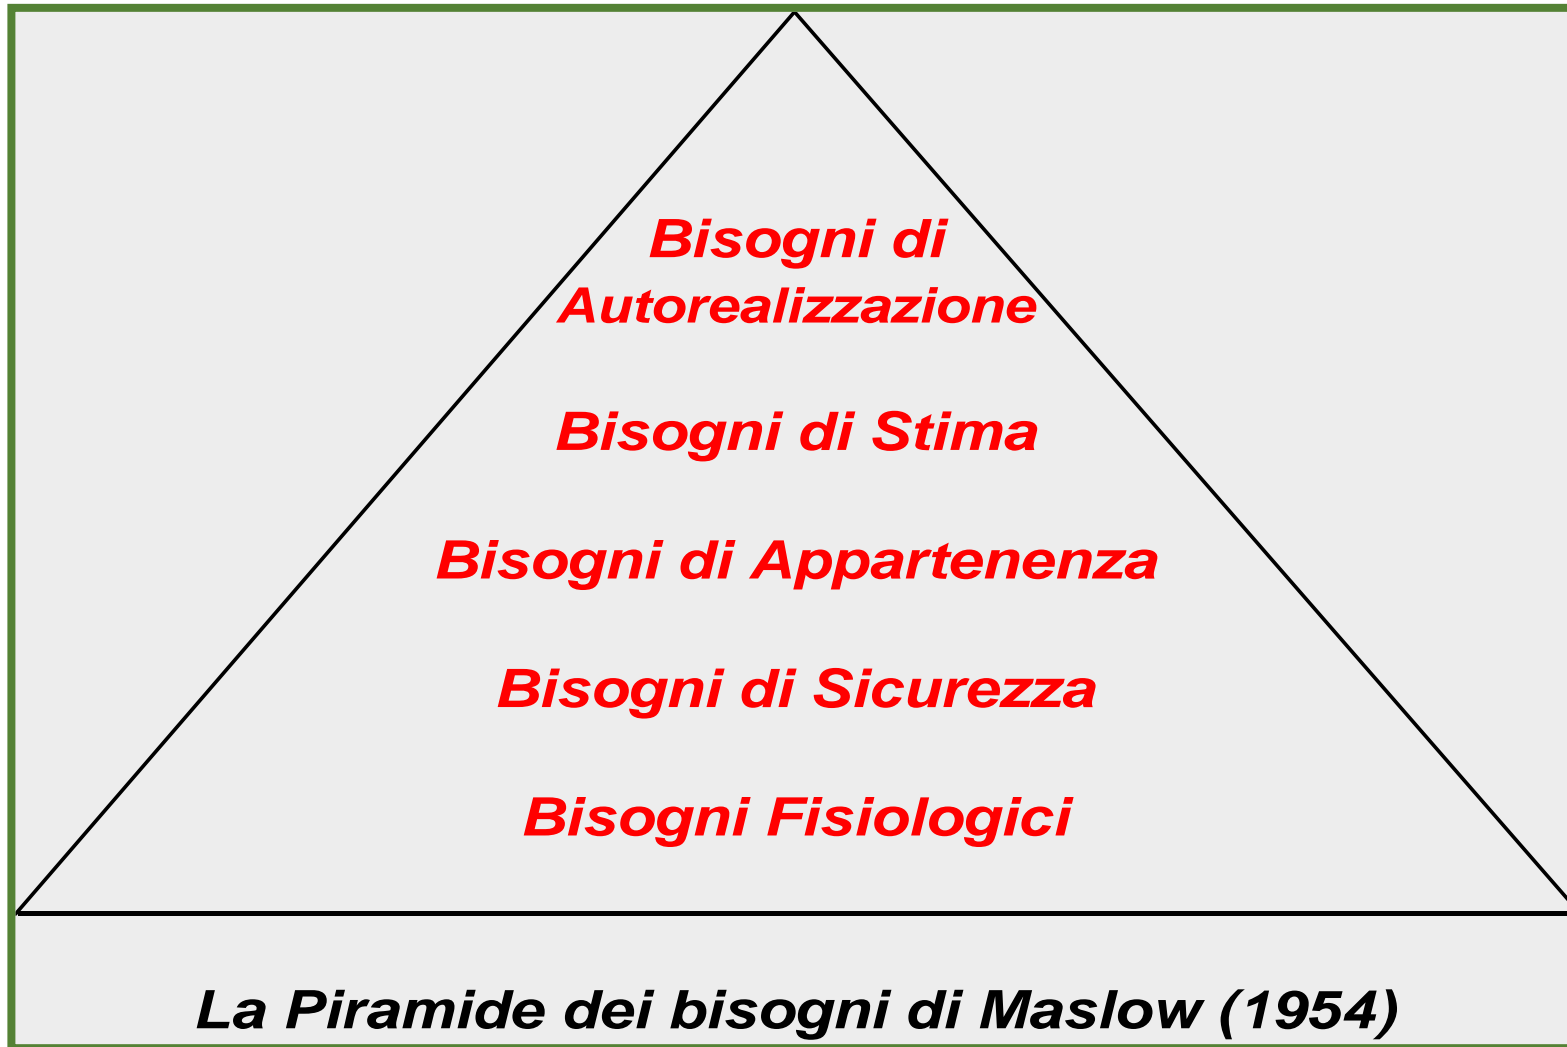 Bisogni di
Autorealizzazione
Bisogni di Stima
Bisogni di Appartenenza
Bisogni di Sicurezza
Bisogni Fisiologici
La Piramide dei bisogni di Maslow (1954)